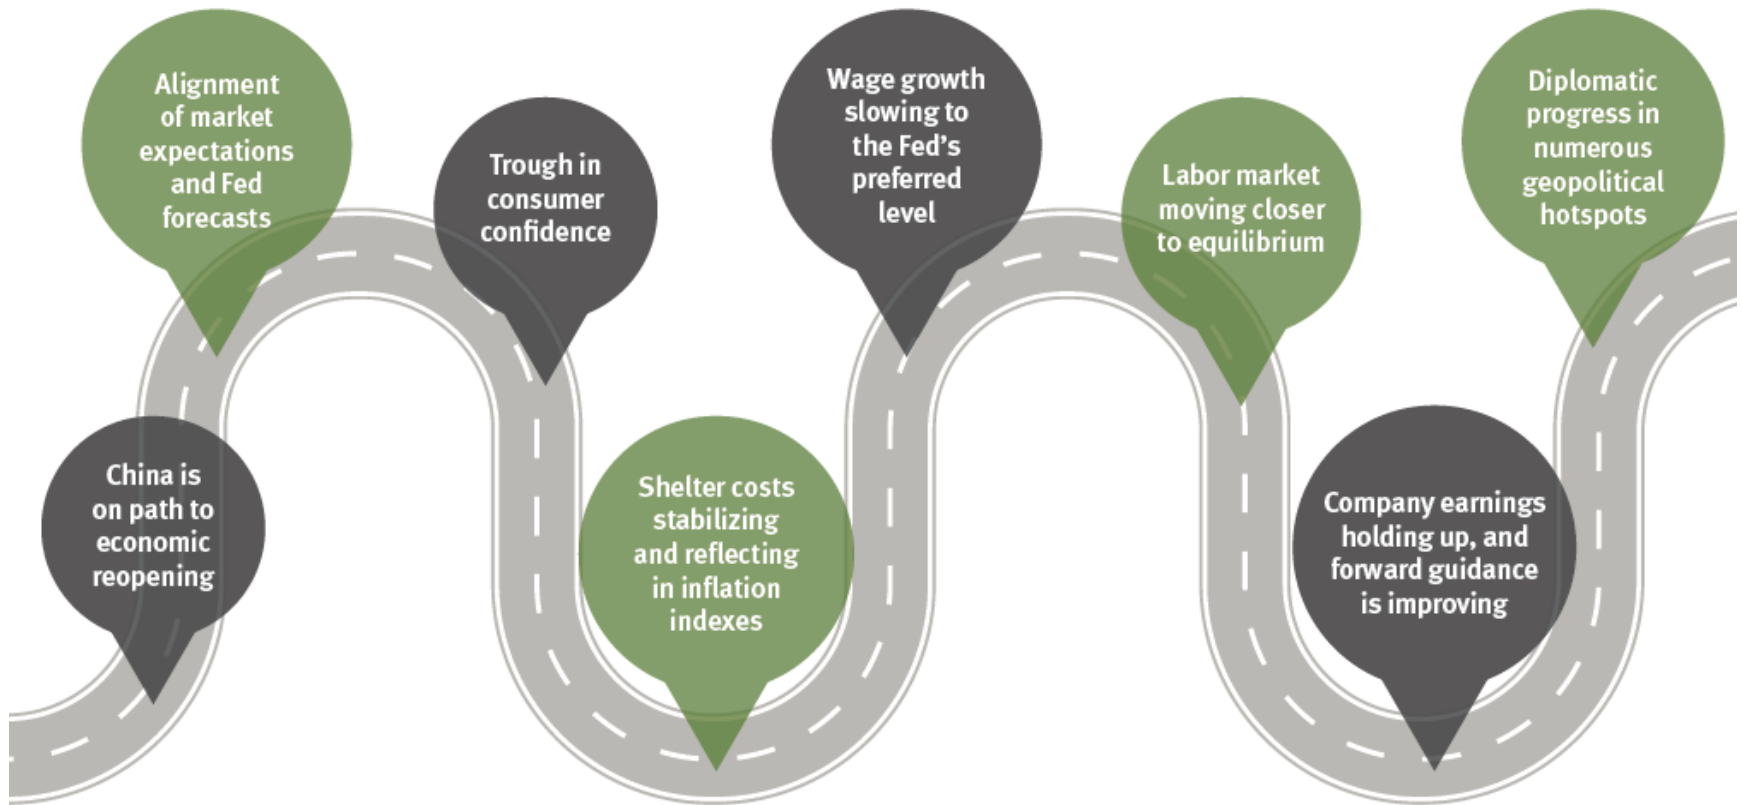 China is
on path to
economic
reopening
Alignment
of market
expectations
and Fed
forecasts
Trough in
consumer
confidence
Shelter costs
stabilizing
and reflecting
in inflation
indexes
Wage growth
slowing to
the Fed’s
preferred
level
Labor market
moving closer
to equilibrium
Company earnings
holding up, and
forward guidance
is improving
Diplomatic
progress in
numerous
geopolitical
hotspots